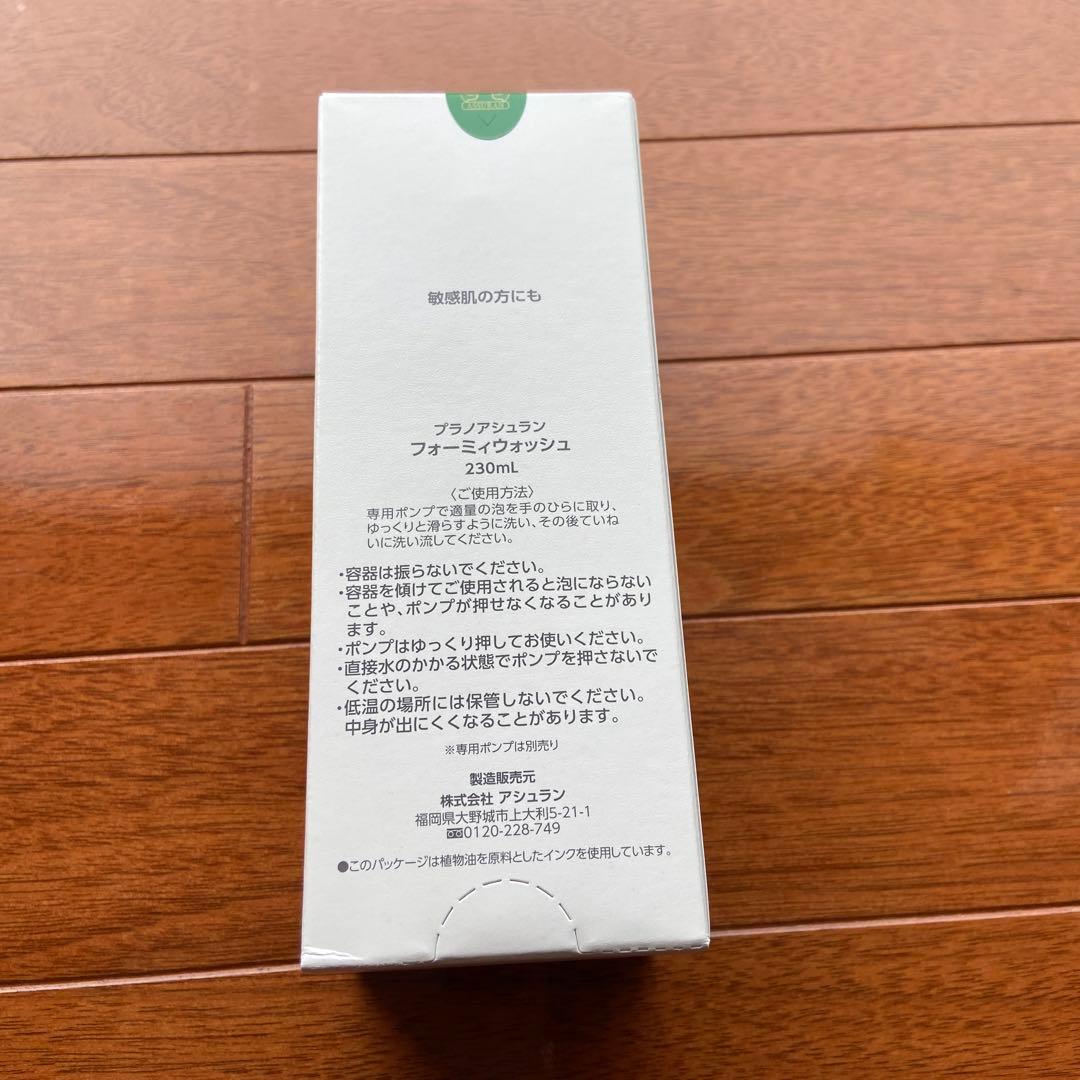 ASSURAN
敏感肌の方にも
プラノアシュラン
フォーミィウォッシュ
230mL
〈ご使用方法〉
専用ポンプで適量の泡を手のひらに取り、
ゆっくりと滑らすように洗い、その後ていね
いに洗い流してください。
・容器は振らないでください。
・容器を傾けてご使用されると泡にならない
ことや、ポンプが押せなくなることがあり
ます。
・ポンプはゆっくり押してお使いください。
・直接水のかかる状態でポンプを押さないで
ください。
・低温の場所には保管しないでください。
中身が出にくくなることがあります。
※専用ポンプは別売り
製造販売元
株式会社 アシュラン
福岡県大野城市上大利5-21-1
0120-228-749
●このパッケージは植物油を原料としたインクを使用しています。